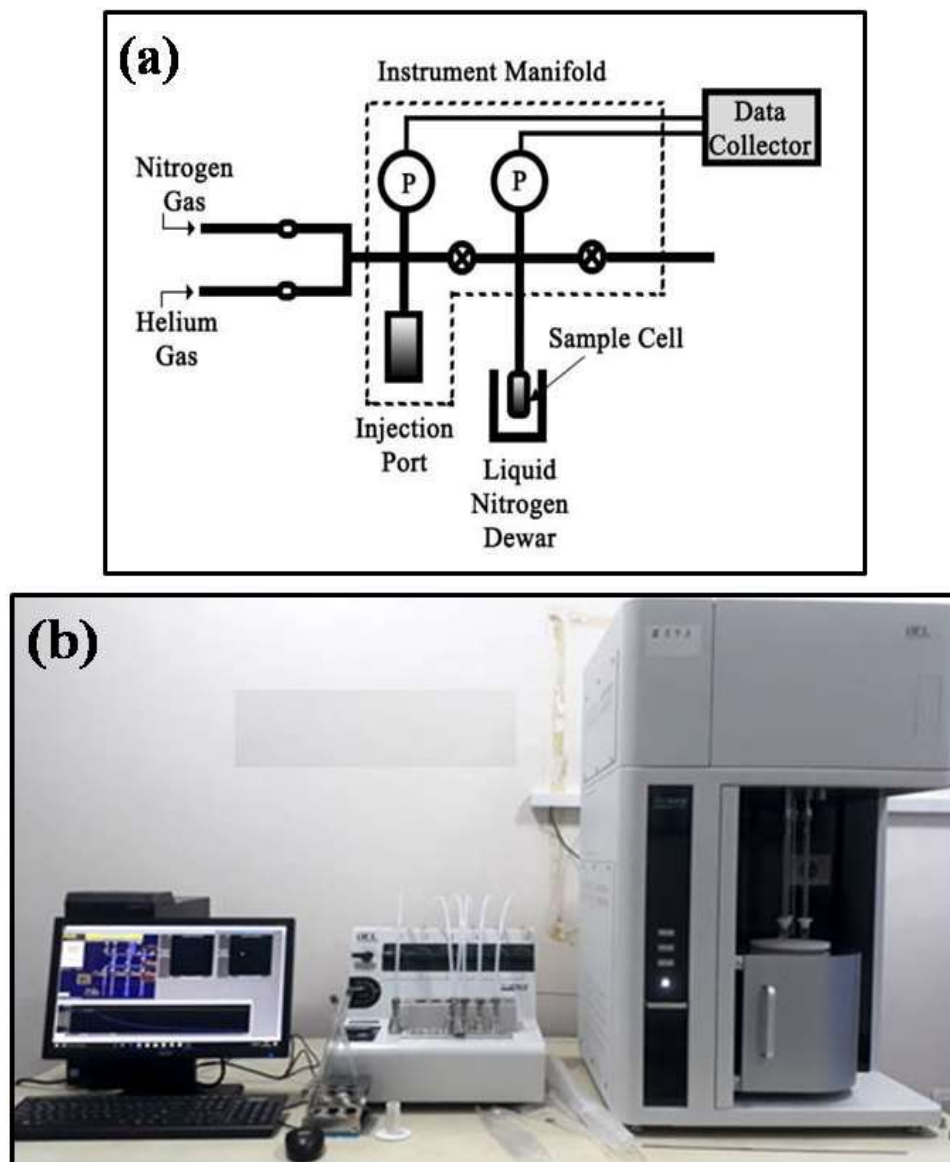 (a)
Instrument Manifold
Data
Collector
Nitrogen
Gas
P
P
Helium
Gas
Sample Cell
Injection
Port
Liquid
Nitrogen
Dewar
(b)